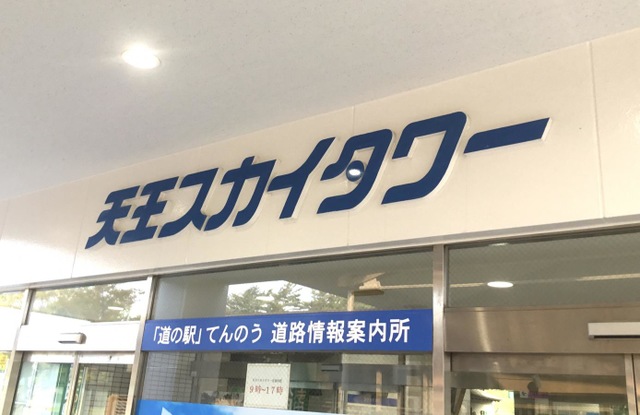 天王スカイタワー
「道の駅」てんのう 道路情報案内所
9時~17時